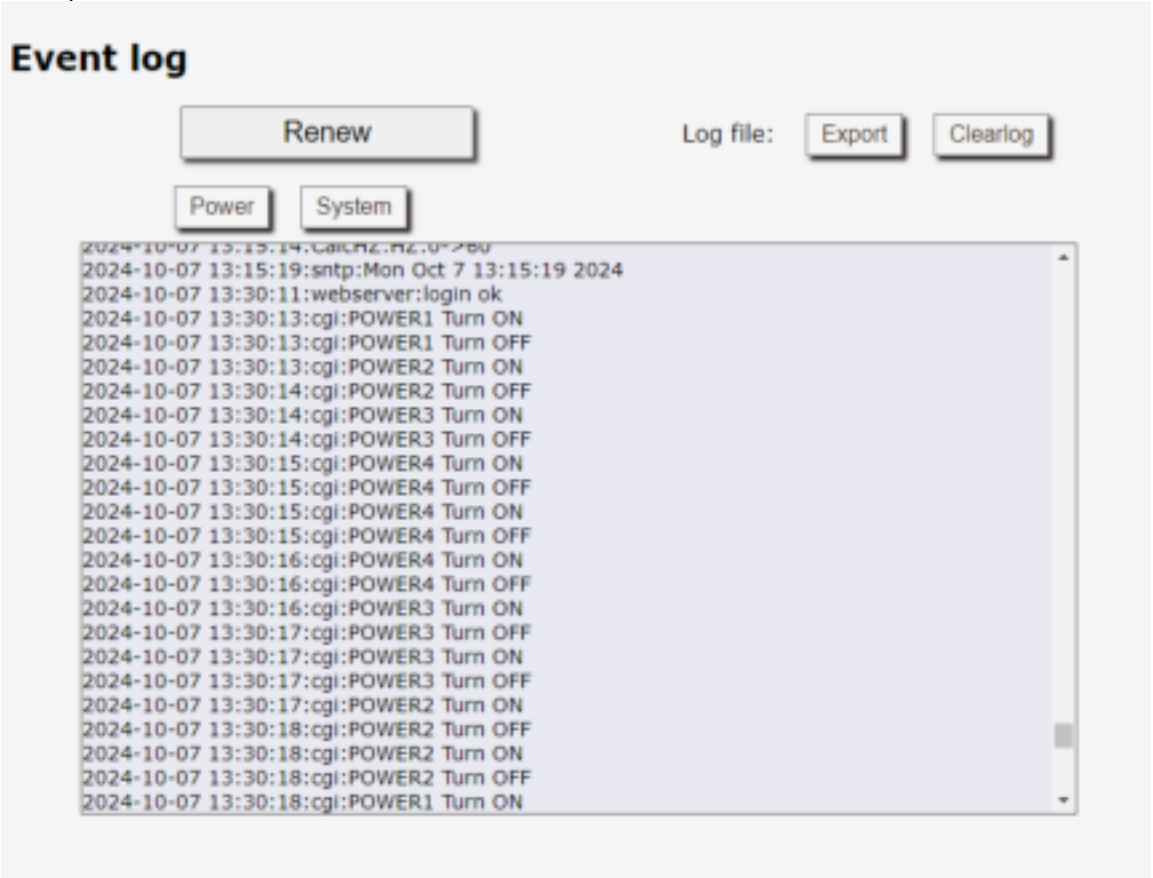 Event log
Renew
Log file: Export Clearlog
Power System
2024-10-07 13:15:14:CalcHZ:HZ:0->60
2024-10-07 13:15:19:sntp:Mon Oct 7 13:15:19 2024
2024-10-07 13:30:11:webserver:login ok
2024-10-07 13:30:13:cgi:POWER1 Turn ON
2024-10-07 13:30:13:cgi:POWER1 Turn OFF
2024-10-07 13:30:13:cgi:POWER2 Turn ON
2024-10-07 13:30:14:cgi:POWER2 Turn OFF
2024-10-07 13:30:14:cgi:POWER3 Turn ON
2024-10-07 13:30:14:cgi:POWER3 Turn OFF
2024-10-07 13:30:15:cgi:POWER4 Turn ON
2024-10-07 13:30:15:cgi:POWER4 Turn OFF
2024-10-07 13:30:15:cgi:POWER4 Turn ON
2024-10-07 13:30:15:cgi:POWER4 Turn OFF
2024-10-07 13:30:16:cgi:POWER4 Turn ON
2024-10-07 13:30:16:cgi:POWER4 Turn OFF
2024-10-07 13:30:16:cgi:POWER3 Turn ON
2024-10-07 13:30:17:cgi:POWER3 Turn OFF
2024-10-07 13:30:17:cgi:POWER3 Turn ON
2024-10-07 13:30:17:cgi:POWER3 Turn OFF
2024-10-07 13:30:17:cgi:POWER2 Turn ON
2024-10-07 13:30:18:cgi:POWER2 Turn OFF
2024-10-07 13:30:18:cgi:POWER2 Turn ON
2024-10-07 13:30:18:cgi:POWER2 Turn OFF
2024-10-07 13:30:18:cgi:POWER1 Turn ON